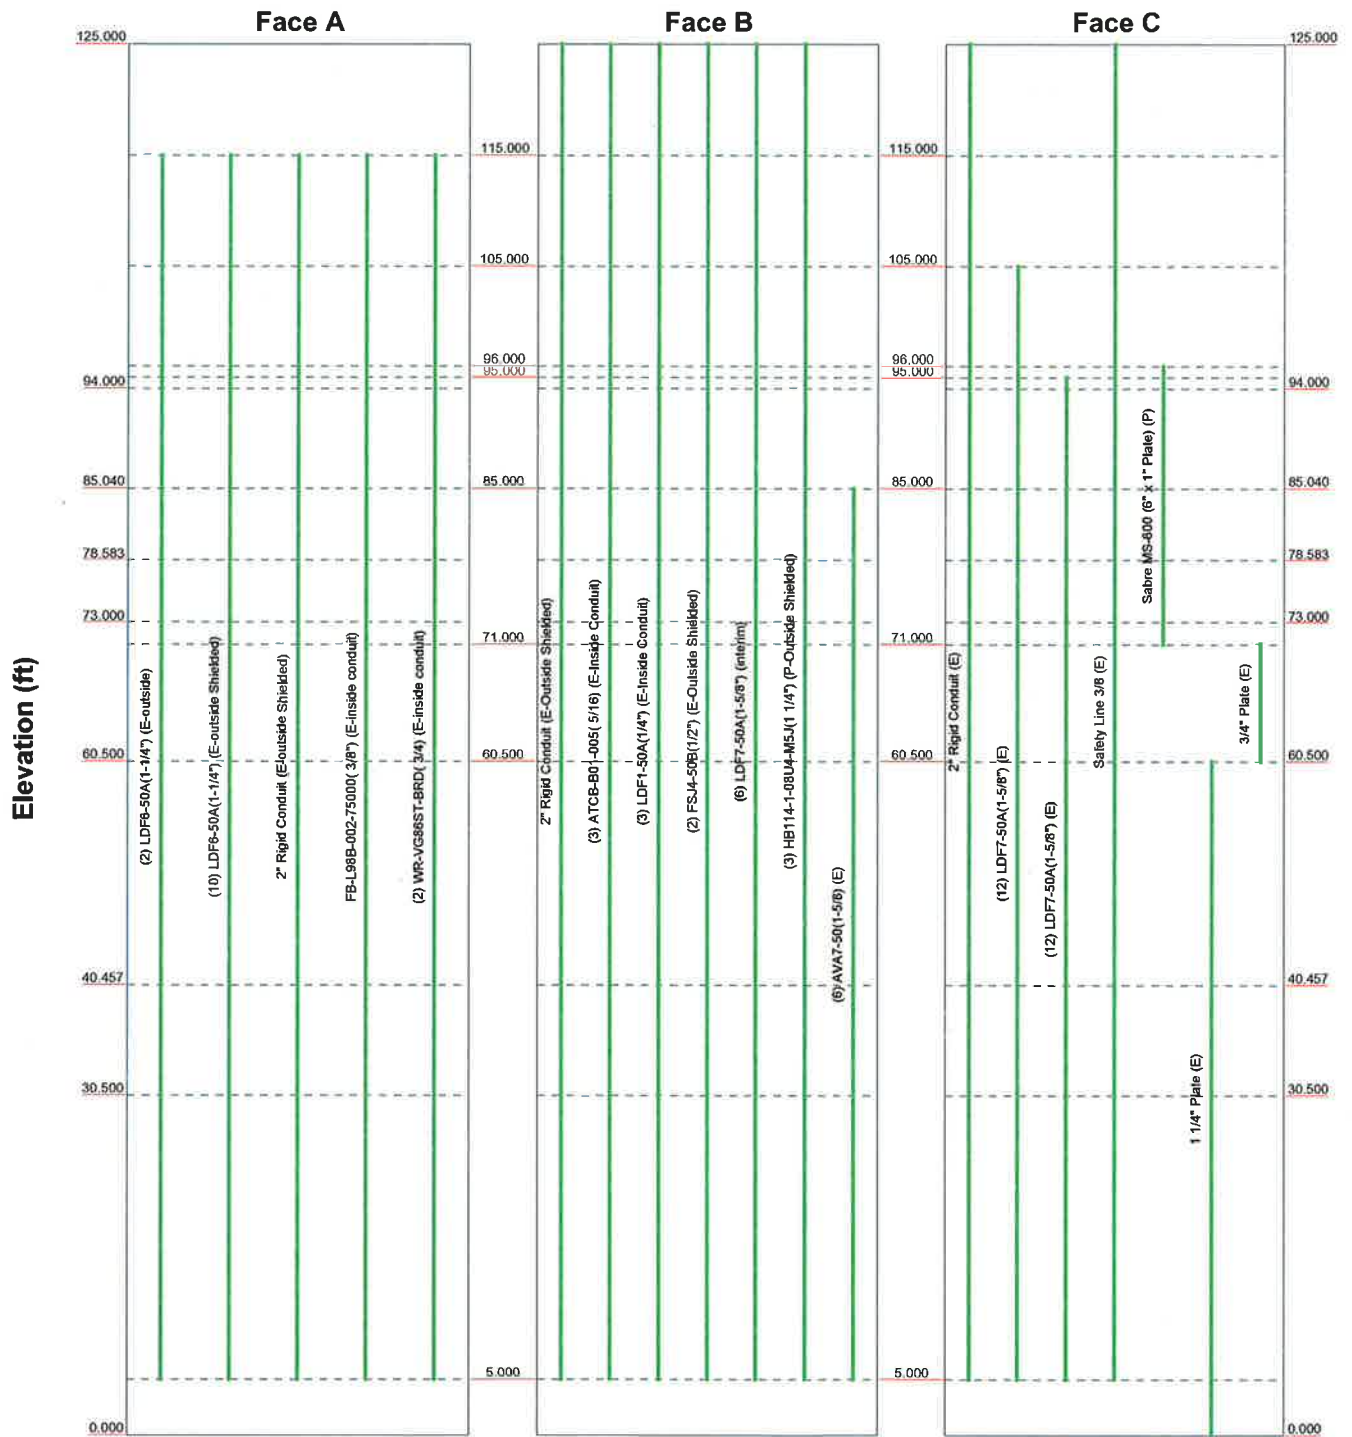 Face A
Face B
Face C
125.000
125.000
115.000
115.000
105.000
105.000
96.000
96.000
95.000
95.000
94.000
94.000
85.040
85.000
85.000
85.040
78.583
78.583
73.000
73.000
71.000
71.000
60.500
60.500
60.500
40.457
40.457
30.500
30.500
5.000
5.000
0.000
0.000
Elevation (ft)
(2) LDF6-50A(1-1/4") (E-outside)
(10) LDF6-50A(1-1/4") (E-outside Shielded)
2" Rigid Conduit (E-outside Shielded)
FB-L98B-002-75000( 3/8") (E-inside conduit)
(2) WR-VG86ST-BRD( 3/4) (E-inside conduit)
2" Rigid Conduit (E-Outside Shielded)
(3) ATCB-B01-005( 5/16) (E-Inside Conduit)
(3) LDF1-50A(1/4") (E-Inside Conduit)
(2) FSJ4-50B(1/2") (E-Outside Shielded)
(6) LDF7-50A(1-5/8") (interim)
(3) HB114-1-08U4-M5J(1 1/4") (P-Outside Shielded)
(6) AVA7-50(1-5/8) (E)
2" Rigid Conduit (E)
(12) LDF7-50A(1-5/8") (E)
(12) LDF7-50A(1-5/8") (E)
Safety Line 3/8 (E)
Sabre MS-600 (6" x 1" Plate) (P)
1 1/4" Plate (E)
3/4" Plate (E)